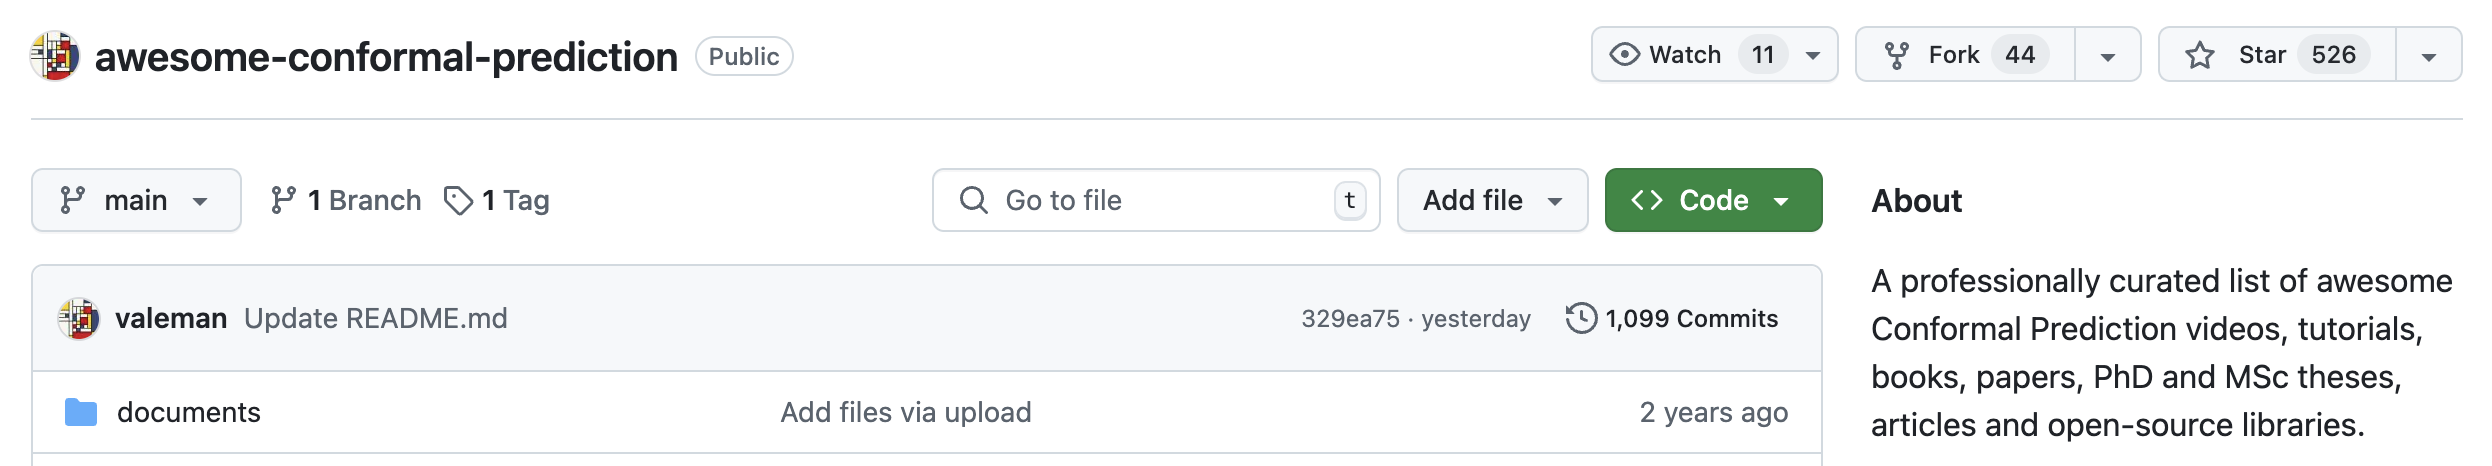 awesome-conformal-prediction Public Watch 11 Fork 44 Star 526
main 1 Branch 1 Tag Go to file t Add file Code
About
valeman Update README.md 329ea75 · yesterday 1,099 Commits
documents Add files via upload 2 years ago
A professionally curated list of awesome
Conformal Prediction videos, tutorials,
books, papers, PhD and MSc theses,
articles and open-source libraries.